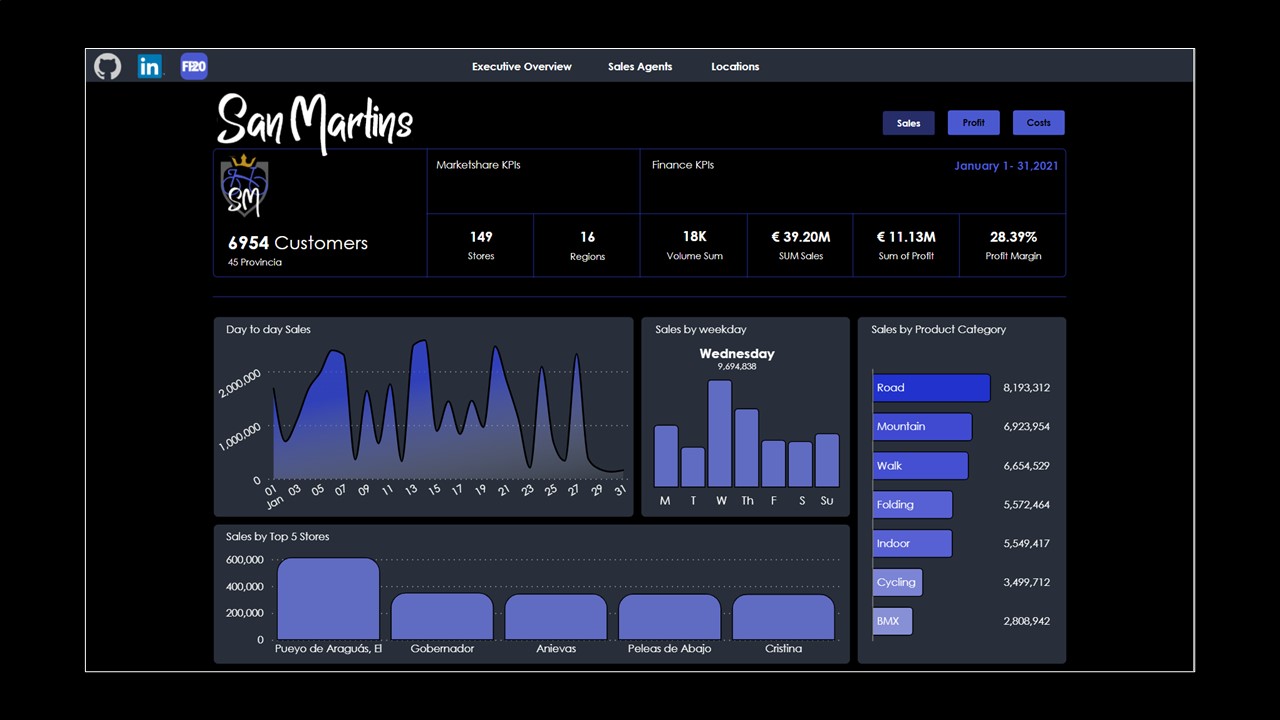 in
FP20
Executive Overview Sales Agents Locations
San Martins
Sales Profit Costs
SM
6954 Customers
45 Provincia
Marketshare KPIs
Finance KPIs
January 1- 31,2021
149
Stores
16
Regions
18K
Volume Sum
€ 39.20M
SUM Sales
€ 11.13M
Sum of Profit
28.39%
Profit Margin
Day to day Sales
2,000,000
1,000,000
0
01 03 05 07 09 11 13 15 17 19 21 23 25 27 29 31
Jan
Sales by weekday
Wednesday
9,694,838
M T W Th F S Su
Sales by Product Category
Road 8,193,312
Mountain 6,923,954
Walk 6,654,529
Folding 5,572,464
Indoor 5,549,417
Cycling 3,499,712
BMX 2,808,942
Sales by Top 5 Stores
600,000
400,000
200,000
0
Pueyo de Araguás, El Gobernador Anievas Peleas de Abajo Cristina